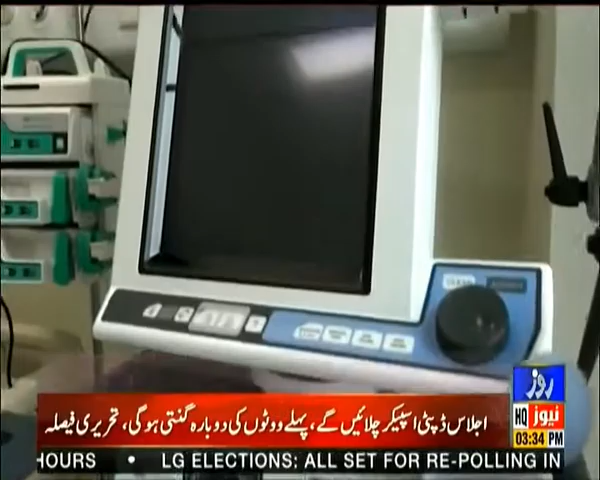 اجلاس ڈپٹی اسپیکر چلائیں گے، پہلے ووٹوں کی دوبارہ گنتی ہوگی، تحریری فیصلہ
روز
HQ نیوز
03:34 PM
HOURS • LG ELECTIONS: ALL SET FOR RE-POLLING IN